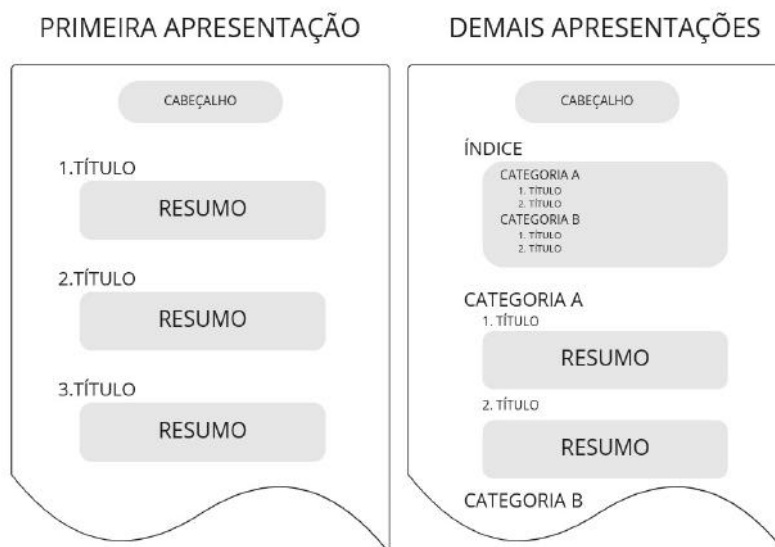 PRIMEIRA APRESENTAÇÃO
CABEÇALHO
1.TÍTULO
RESUMO
2.TÍTULO
RESUMO
3.TÍTULO
RESUMO
DEMAIS APRESENTAÇÕES
CABEÇALHO
ÍNDICE
CATEGORIA A
1. TÍTULO
2. TÍTULO
CATEGORIA B
1. TÍTULO
2. TÍTULO
CATEGORIA A
1. TÍTULO
RESUMO
2. TÍTULO
RESUMO
CATEGORIA B